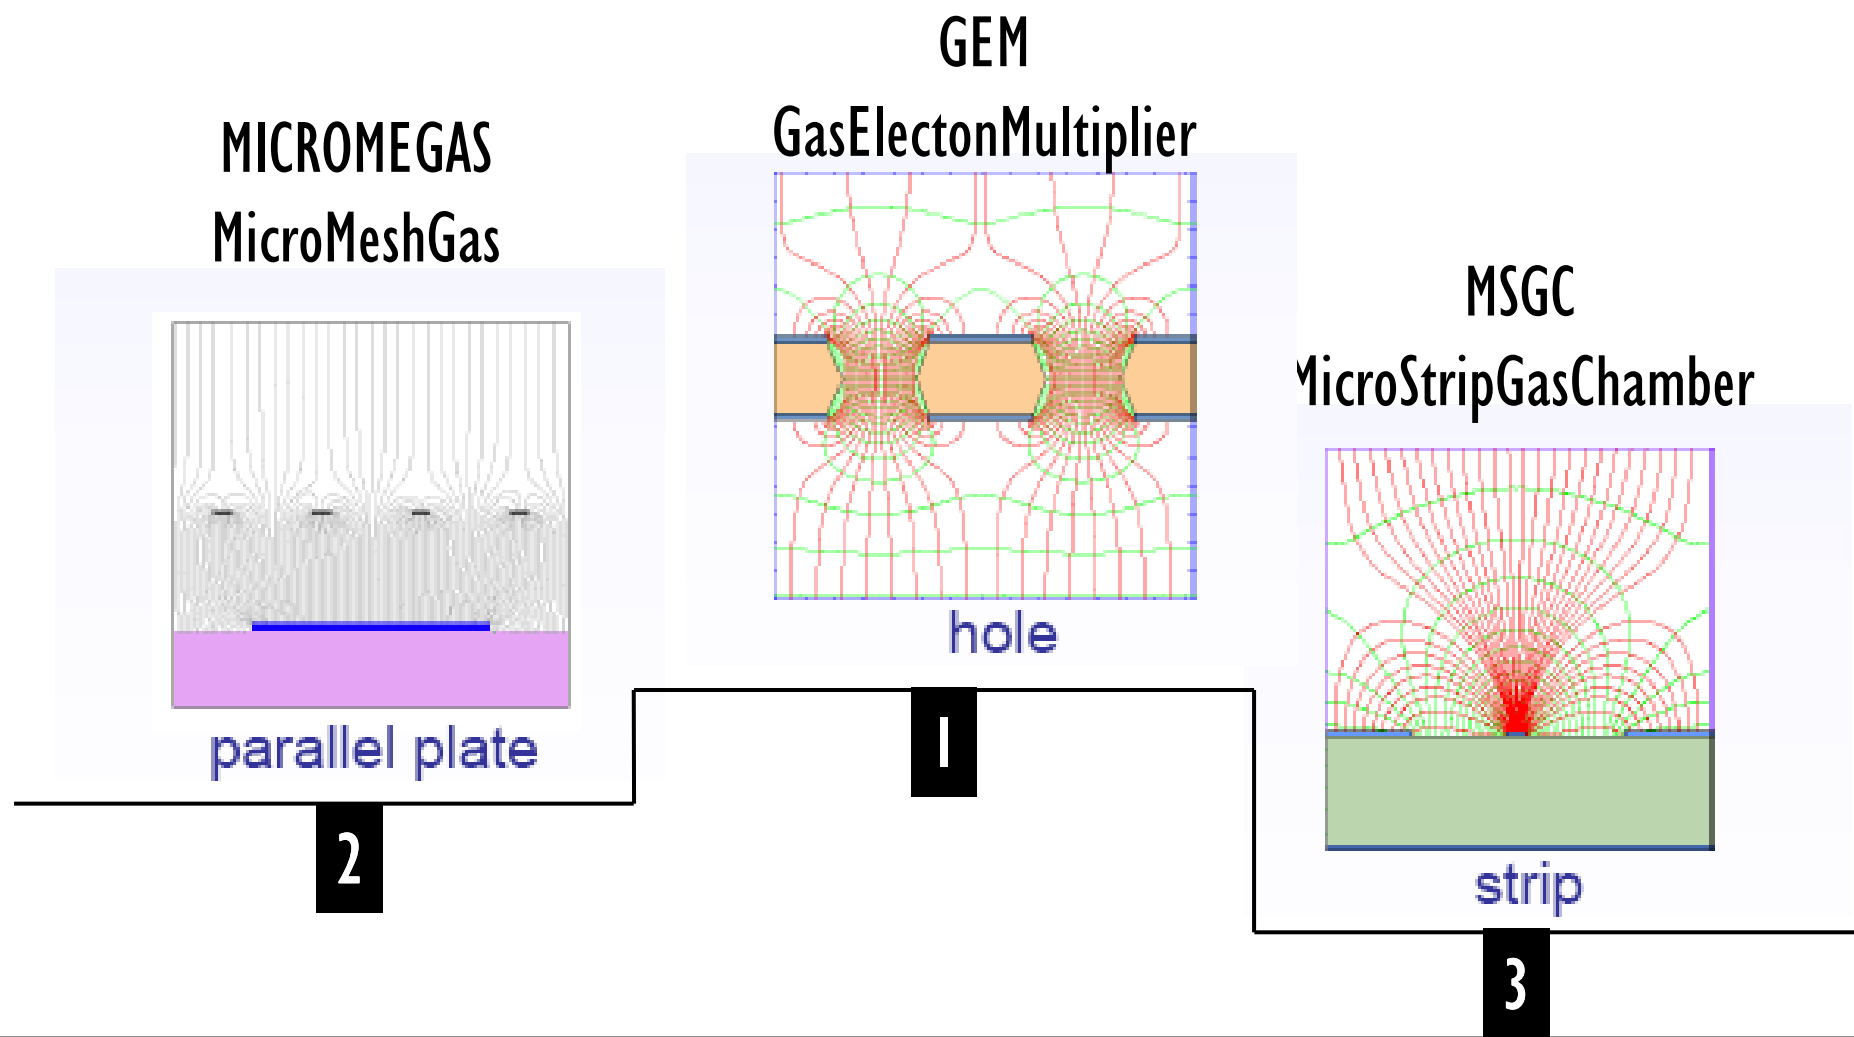 GEM
GasElectonMultiplier
MICROMEGAS
MicroMeshGas
MSGC
MicroStripGasChamber
hole
parallel plate
strip
1
2
3